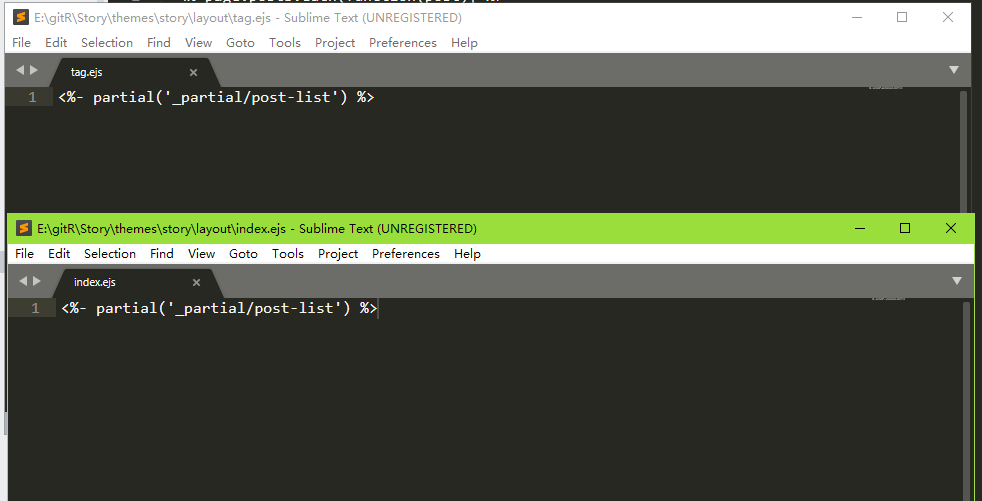 E:\gitR\Story\themes\story\layout\tag.ejs - Sublime Text (UNREGISTERED)
File Edit Selection Find View Goto Tools Project Preferences Help
tag.ejs
1 <%- partial('_partial/post-list') %>
E:\gitR\Story\themes\story\layout\index.ejs - Sublime Text (UNREGISTERED)
File Edit Selection Find View Goto Tools Project Preferences Help
index.ejs
1 <%- partial('_partial/post-list') %>